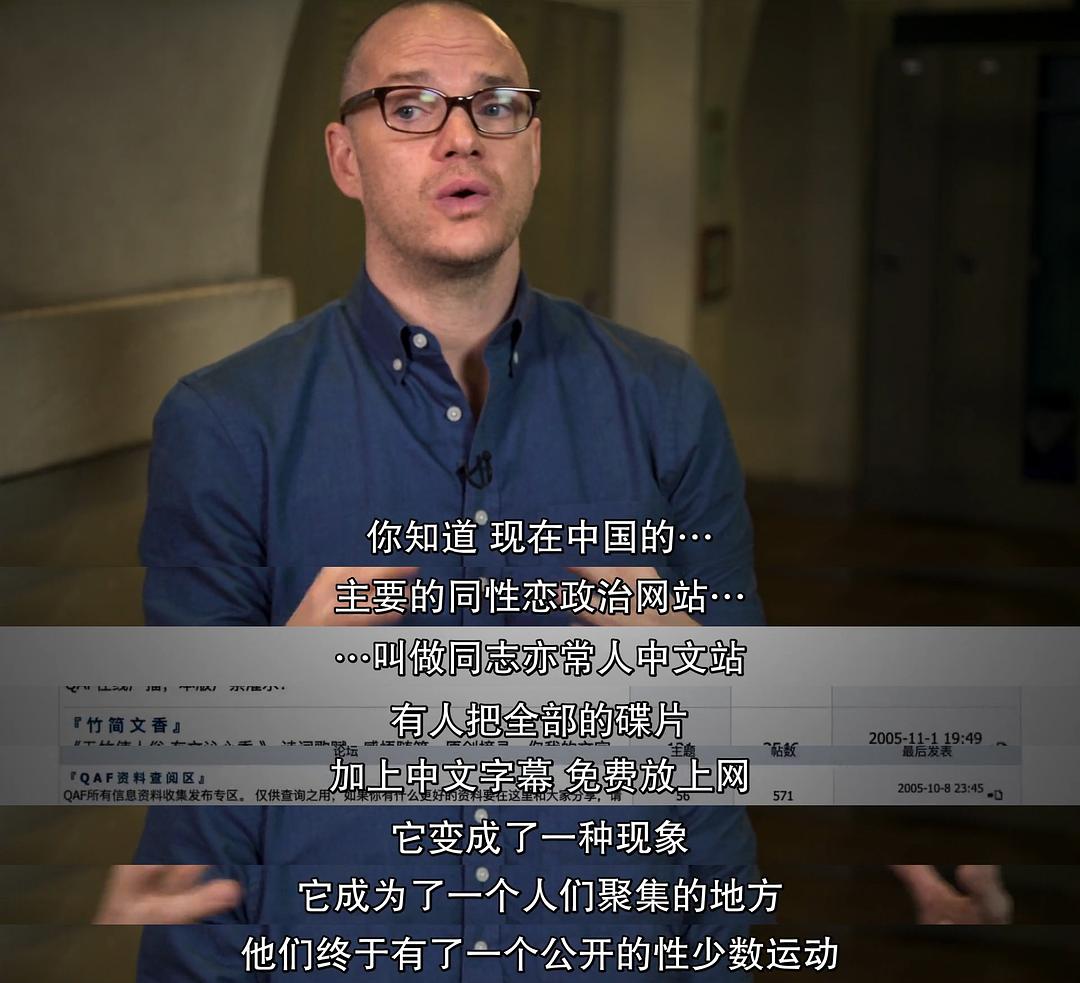 你知道 现在中国的…
主要的同性恋政治网站…
…叫做同志亦常人中文站
有人把全部的碟片
『竹简文香』
2005-11-1 19:49
论坛 主题 帖数 最后发表
加上中文字幕 免费放上网
『QAF资料查阅区』
QAF所有信息资料收集发布专区。 仅供查询之用，如果你有什么更好的资料要在这里和大家分享，请 56 571 2005-10-8 23:45
它变成了一种现象
它成为了一个人们聚集的地方
他们终于有了一个公开的性少数运动